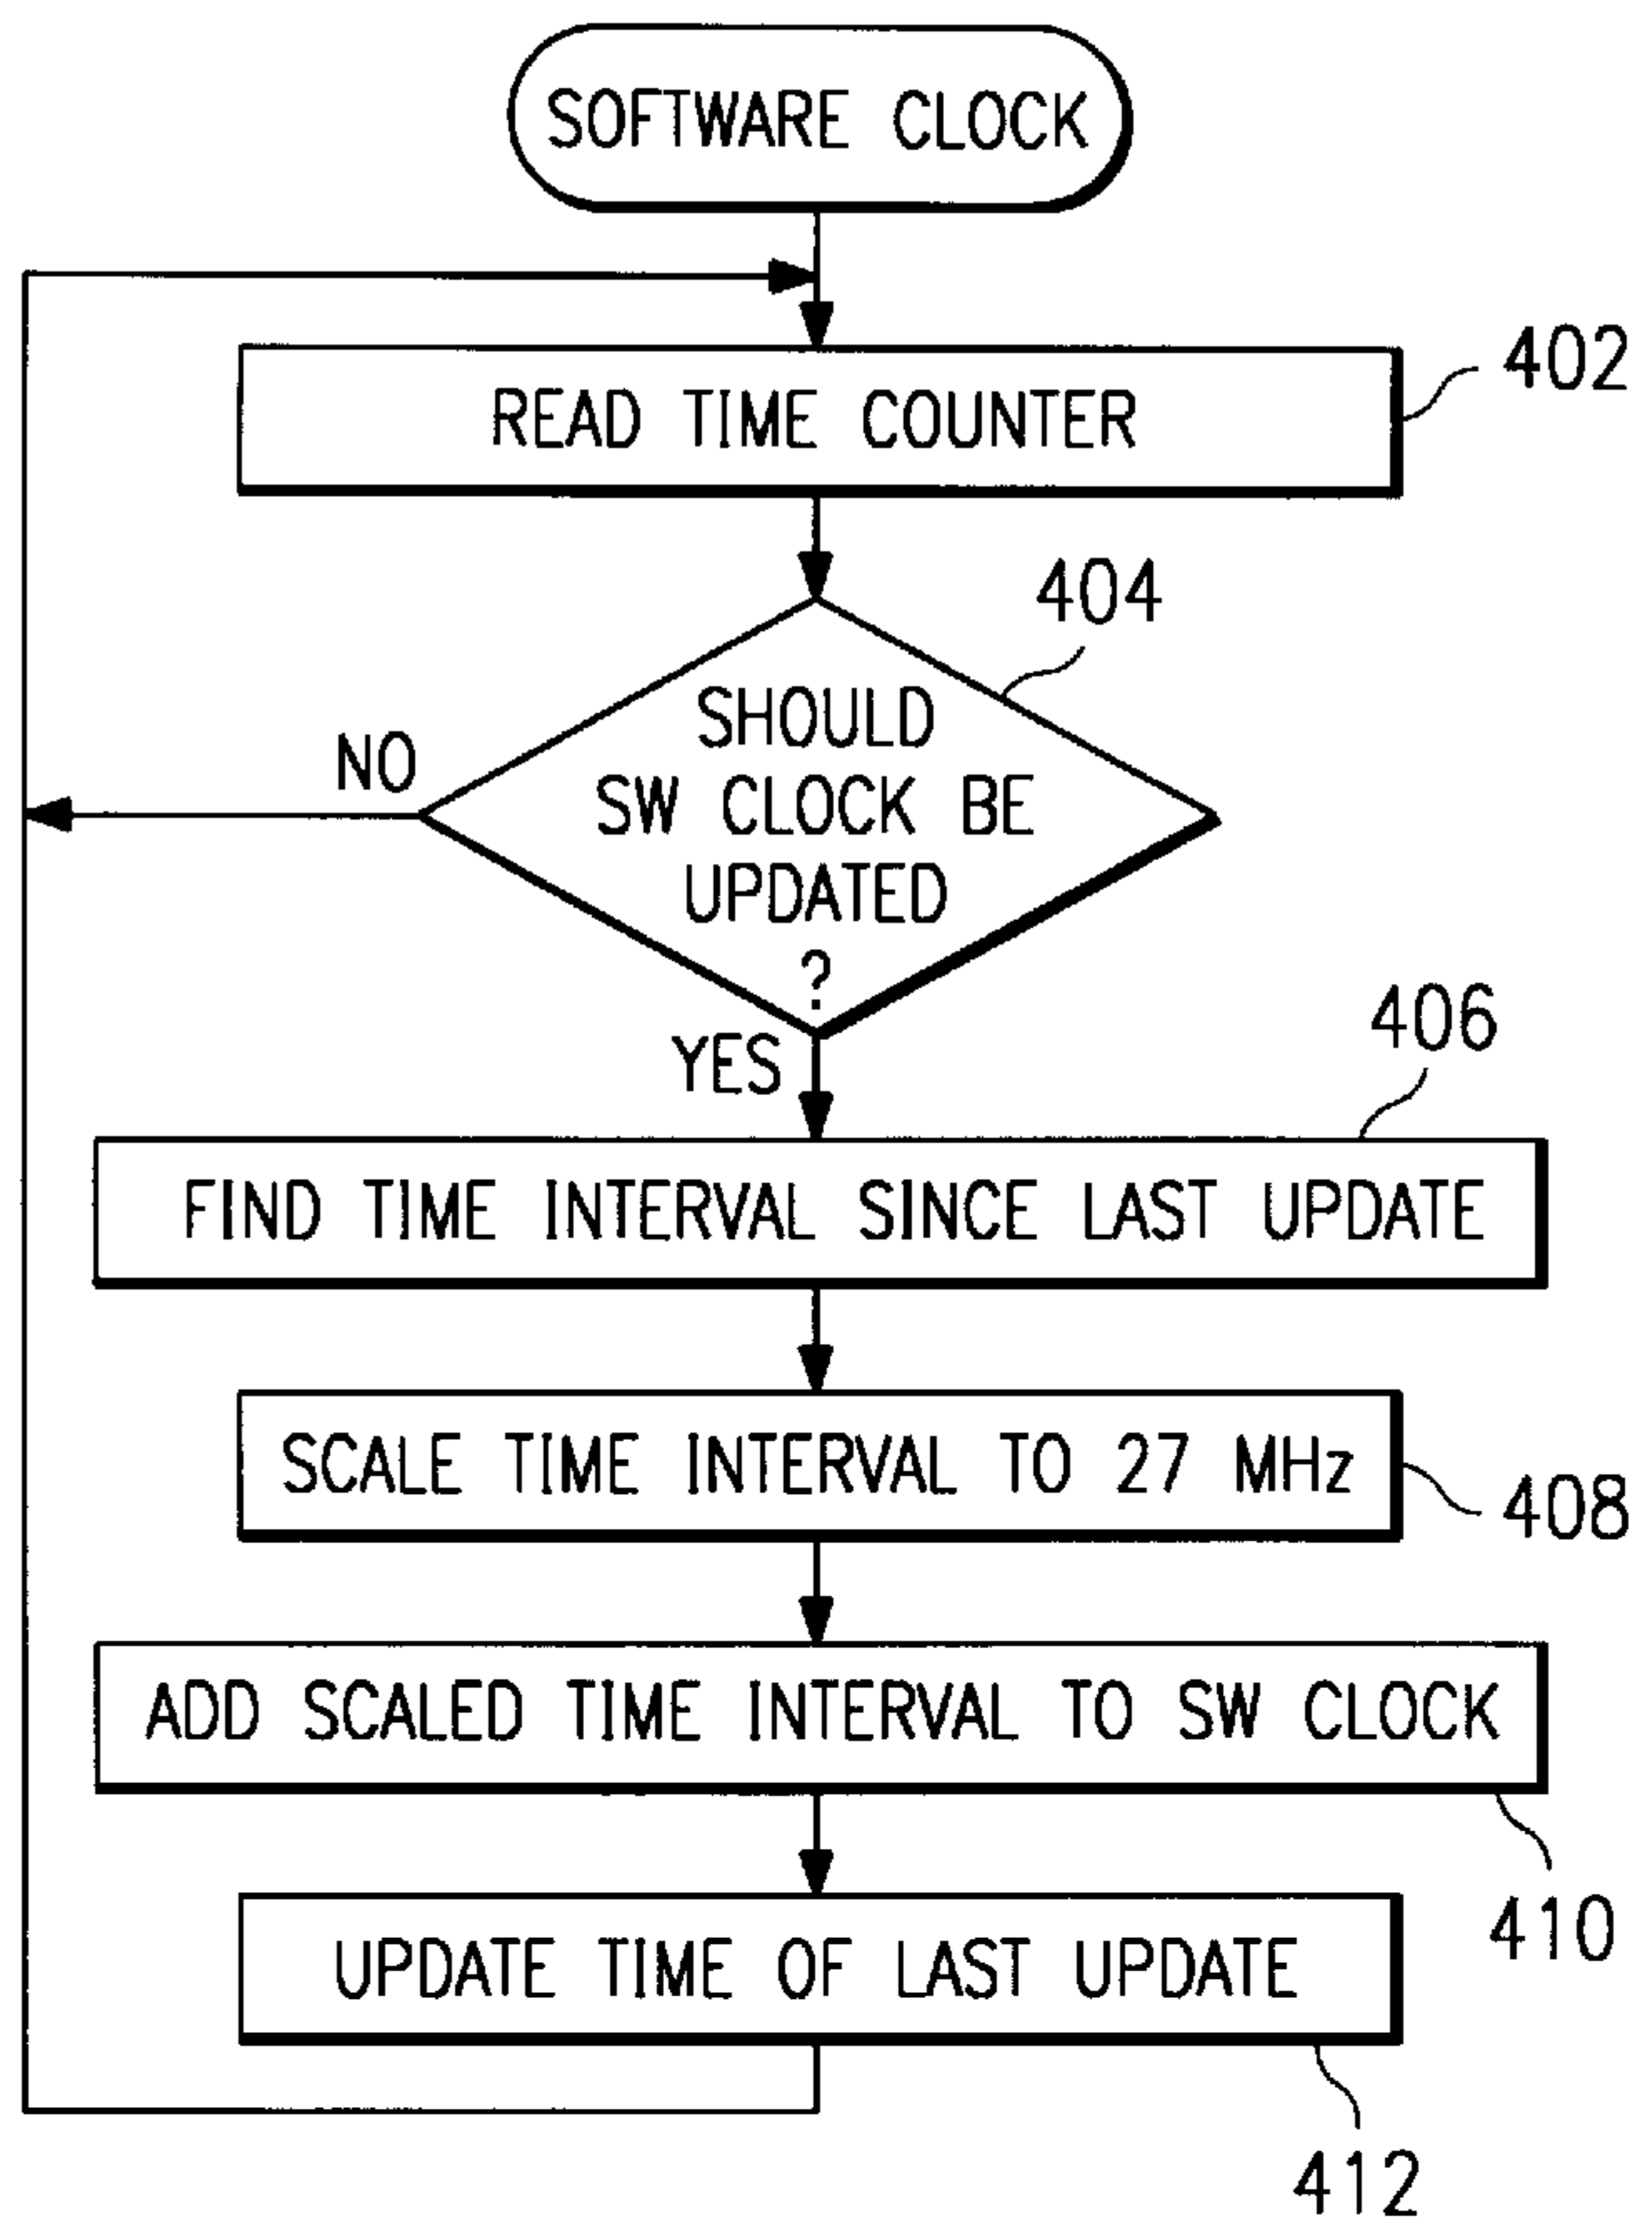 SOFTWARE CLOCK
402
READ TIME COUNTER
404
SHOULD
SW CLOCK BE
UPDATED
?
NO
YES
406
FIND TIME INTERVAL SINCE LAST UPDATE
SCALE TIME INTERVAL TO 27 MHz
408
ADD SCALED TIME INTERVAL TO SW CLOCK
410
UPDATE TIME OF LAST UPDATE
412